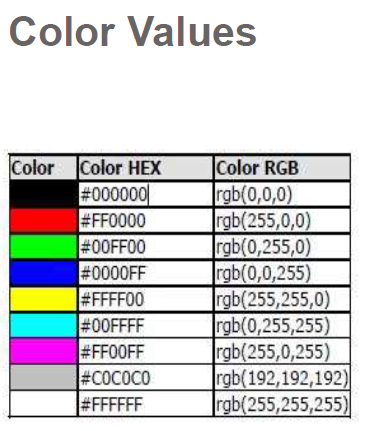 Color Values
Color Color HEX Color RGB
#000000 rgb(0,0,0)
#FF0000 rgb(255,0,0)
#00FF00 rgb(0,255,0)
#0000FF rgb(0,0,255)
#FFFF00 rgb(255,255,0)
#00FFFF rgb(0,255,255)
#FF00FF rgb(255,0,255)
#C0C0C0 rgb(192,192,192)
#FFFFFF rgb(255,255,255)